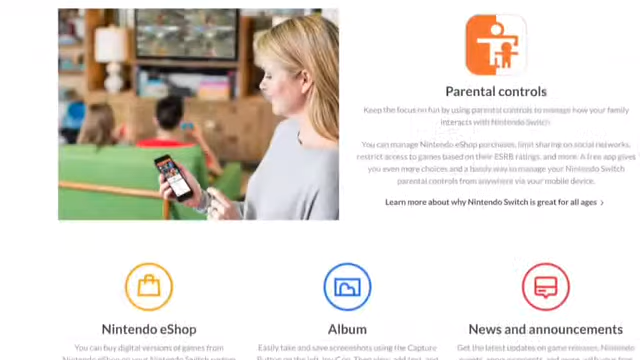 Parental controls
Keep the focus on fun by using parental controls to manage how your family
interacts with Nintendo Switch
You can manage Nintendo eShop purchases, limit sharing on social networks,
restrict access to games based on their ESRB ratings, and more. A free app gives
you even more choices and a handy way to manage your Nintendo Switch
parental controls from anywhere via your mobile device.
Learn more about why Nintendo Switch is great for all ages >
Nintendo eShop
Album
News and announcements
You can buy digital versions of games from
Easily take and save screenshots using the Capture
Get the latest updates on game releases, Nintendo